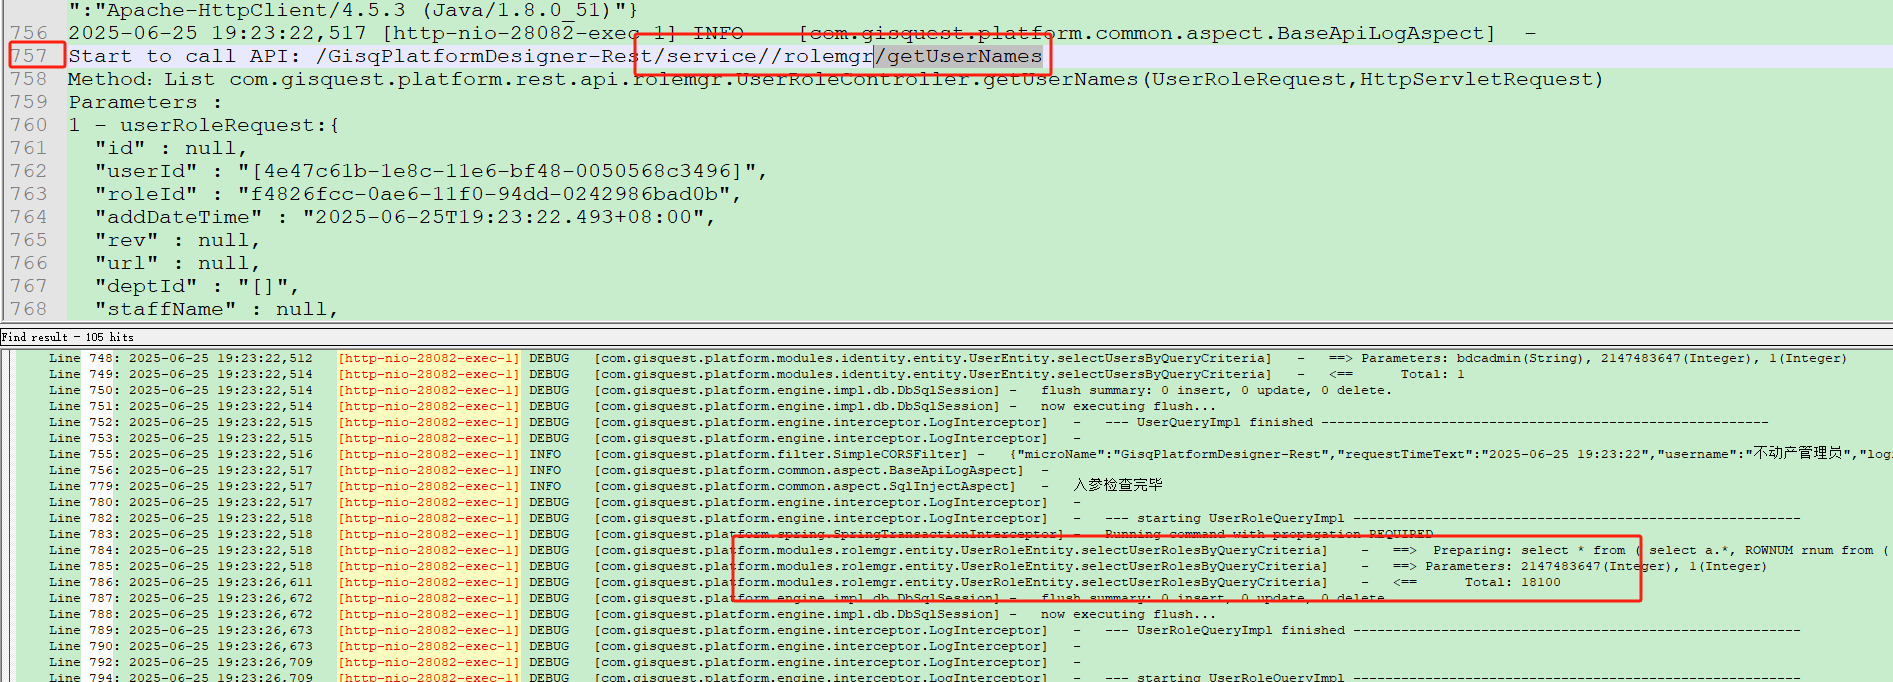 ":"Apache-HttpClient/4.5.3 (Java/1.8.0_51)"}
756 2025-06-25 19:23:22,517 [http-nio-28082-exec-1] INFO [com.gisquest.platform.common.aspect.BaseApiLogAspect] -
757 Start to call API: /GisqPlatformDesigner-Rest/service//rolemgr/getUserNames
758 Method: List com.gisquest.platform.rest.api.rolemgr.UserRoleController.getUserNames(UserRoleRequest,HttpServletRequest)
759 Parameters :
760 1 - userRoleRequest:{
761 "id" : null,
762 "userId" : "[4e47c61b-1e8c-11e6-bf48-0050568c3496]",
763 "roleId" : "f4826fcc-0ae6-11f0-94dd-0242986bad0b",
764 "addDateTime" : "2025-06-25T19:23:22.493+08:00",
765 "rev" : null,
766 "url" : null,
767 "deptId" : "[]",
768 "staffName" : null,
Find result - 105 hits
Line 748: 2025-06-25 19:23:22,512 [http-nio-28082-exec-1] DEBUG [com.gisquest.platform.modules.identity.entity.UserEntity.selectUsersByQueryCriteria] - ==> Parameters: bdcadmin(String), 2147483647(Integer), 1(Integer)
Line 749: 2025-06-25 19:23:22,514 [http-nio-28082-exec-1] DEBUG [com.gisquest.platform.modules.identity.entity.UserEntity.selectUsersByQueryCriteria] - <== Total: 1
Line 750: 2025-06-25 19:23:22,514 [http-nio-28082-exec-1] DEBUG [com.gisquest.platform.engine.impl.db.DbSqlSession] - flush summary: 0 insert, 0 update, 0 delete.
Line 751: 2025-06-25 19:23:22,514 [http-nio-28082-exec-1] DEBUG [com.gisquest.platform.engine.impl.db.DbSqlSession] - now executing flush...
Line 752: 2025-06-25 19:23:22,515 [http-nio-28082-exec-1] DEBUG [com.gisquest.platform.engine.interceptor.LogInterceptor] - --- UserQueryImpl finished --------------------------------------------------------
Line 753: 2025-06-25 19:23:22,515 [http-nio-28082-exec-1] DEBUG [com.gisquest.platform.engine.interceptor.LogInterceptor] -
Line 755: 2025-06-25 19:23:22,516 [http-nio-28082-exec-1] INFO [com.gisquest.platform.filter.SimpleCORSFilter] - {"microName":"GisqPlatformDesigner-Rest","requestTimeText":"2025-06-25 19:23:22","username":"不动产管理员","log
Line 756: 2025-06-25 19:23:22,517 [http-nio-28082-exec-1] INFO [com.gisquest.platform.common.aspect.BaseApiLogAspect] -
Line 779: 2025-06-25 19:23:22,517 [http-nio-28082-exec-1] INFO [com.gisquest.platform.common.aspect.SqlInjectAspect] - 入参检查完毕
Line 780: 2025-06-25 19:23:22,517 [http-nio-28082-exec-1] DEBUG [com.gisquest.platform.engine.interceptor.LogInterceptor] -
Line 782: 2025-06-25 19:23:22,518 [http-nio-28082-exec-1] DEBUG [com.gisquest.platform.engine.interceptor.LogInterceptor] - --- starting UserRoleQueryImpl --------------------------------------------------------
Line 783: 2025-06-25 19:23:22,518 [http-nio-28082-exec-1] DEBUG [com.gisquest.platform.spring.SpringTransactionInterceptor] - Running command with propagation REQUIRED
Line 784: 2025-06-25 19:23:22,518 [http-nio-28082-exec-1] DEBUG [com.gisquest.platform.modules.rolemgr.entity.UserRoleEntity.selectUserRolesByQueryCriteria] - ==> Preparing: select * from ( select a.*, ROWNUM rnum from (
Line 785: 2025-06-25 19:23:22,518 [http-nio-28082-exec-1] DEBUG [com.gisquest.platform.modules.rolemgr.entity.UserRoleEntity.selectUserRolesByQueryCriteria] - ==> Parameters: 2147483647(Integer), 1(Integer)
Line 786: 2025-06-25 19:23:26,611 [http-nio-28082-exec-1] DEBUG [com.gisquest.platform.modules.rolemgr.entity.UserRoleEntity.selectUserRolesByQueryCriteria] - <== Total: 18100
Line 787: 2025-06-25 19:23:26,672 [http-nio-28082-exec-1] DEBUG [com.gisquest.platform.engine.impl.db.DbSqlSession] - flush summary: 0 insert, 0 update, 0 delete.
Line 788: 2025-06-25 19:23:26,672 [http-nio-28082-exec-1] DEBUG [com.gisquest.platform.engine.impl.db.DbSqlSession] - now executing flush...
Line 789: 2025-06-25 19:23:26,673 [http-nio-28082-exec-1] DEBUG [com.gisquest.platform.engine.interceptor.LogInterceptor] - --- UserRoleQueryImpl finished --------------------------------------------------------
Line 790: 2025-06-25 19:23:26,673 [http-nio-28082-exec-1] DEBUG [com.gisquest.platform.engine.interceptor.LogInterceptor] -
Line 792: 2025-06-25 19:23:26,709 [http-nio-28082-exec-1] DEBUG [com.gisquest.platform.engine.interceptor.LogInterceptor] -
Line 794: 2025-06-25 19:23:26,709 [http-nio-28082-exec-1] DEBUG [com.gisquest.platform.engine.interceptor.LogInterceptor] - --- starting UserRoleQueryImpl --------------------------------------------------------